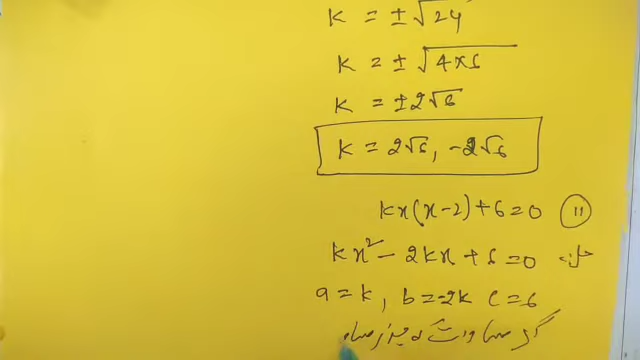 K = ±√24
K = ±√4×6
K = ±2√6
K = 2√6, -2√6
Kx(x-2)+6=0 (ii)
Kx²-2Kx+6=0
a=K, b=-2K c=6